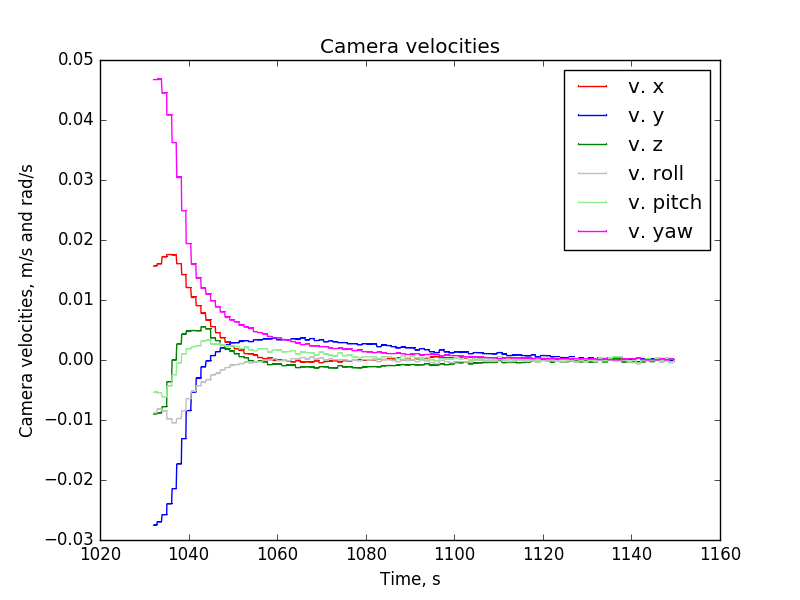 Camera velocities
0.05
0.04
0.03
0.02
0.01
0.00
−0.01
−0.02
−0.03
Camera velocities, m/s and rad/s
v. x
v. y
v. z
v. roll
v. pitch
v. yaw
1020 1040 1060 1080 1100 1120 1140 1160
Time, s